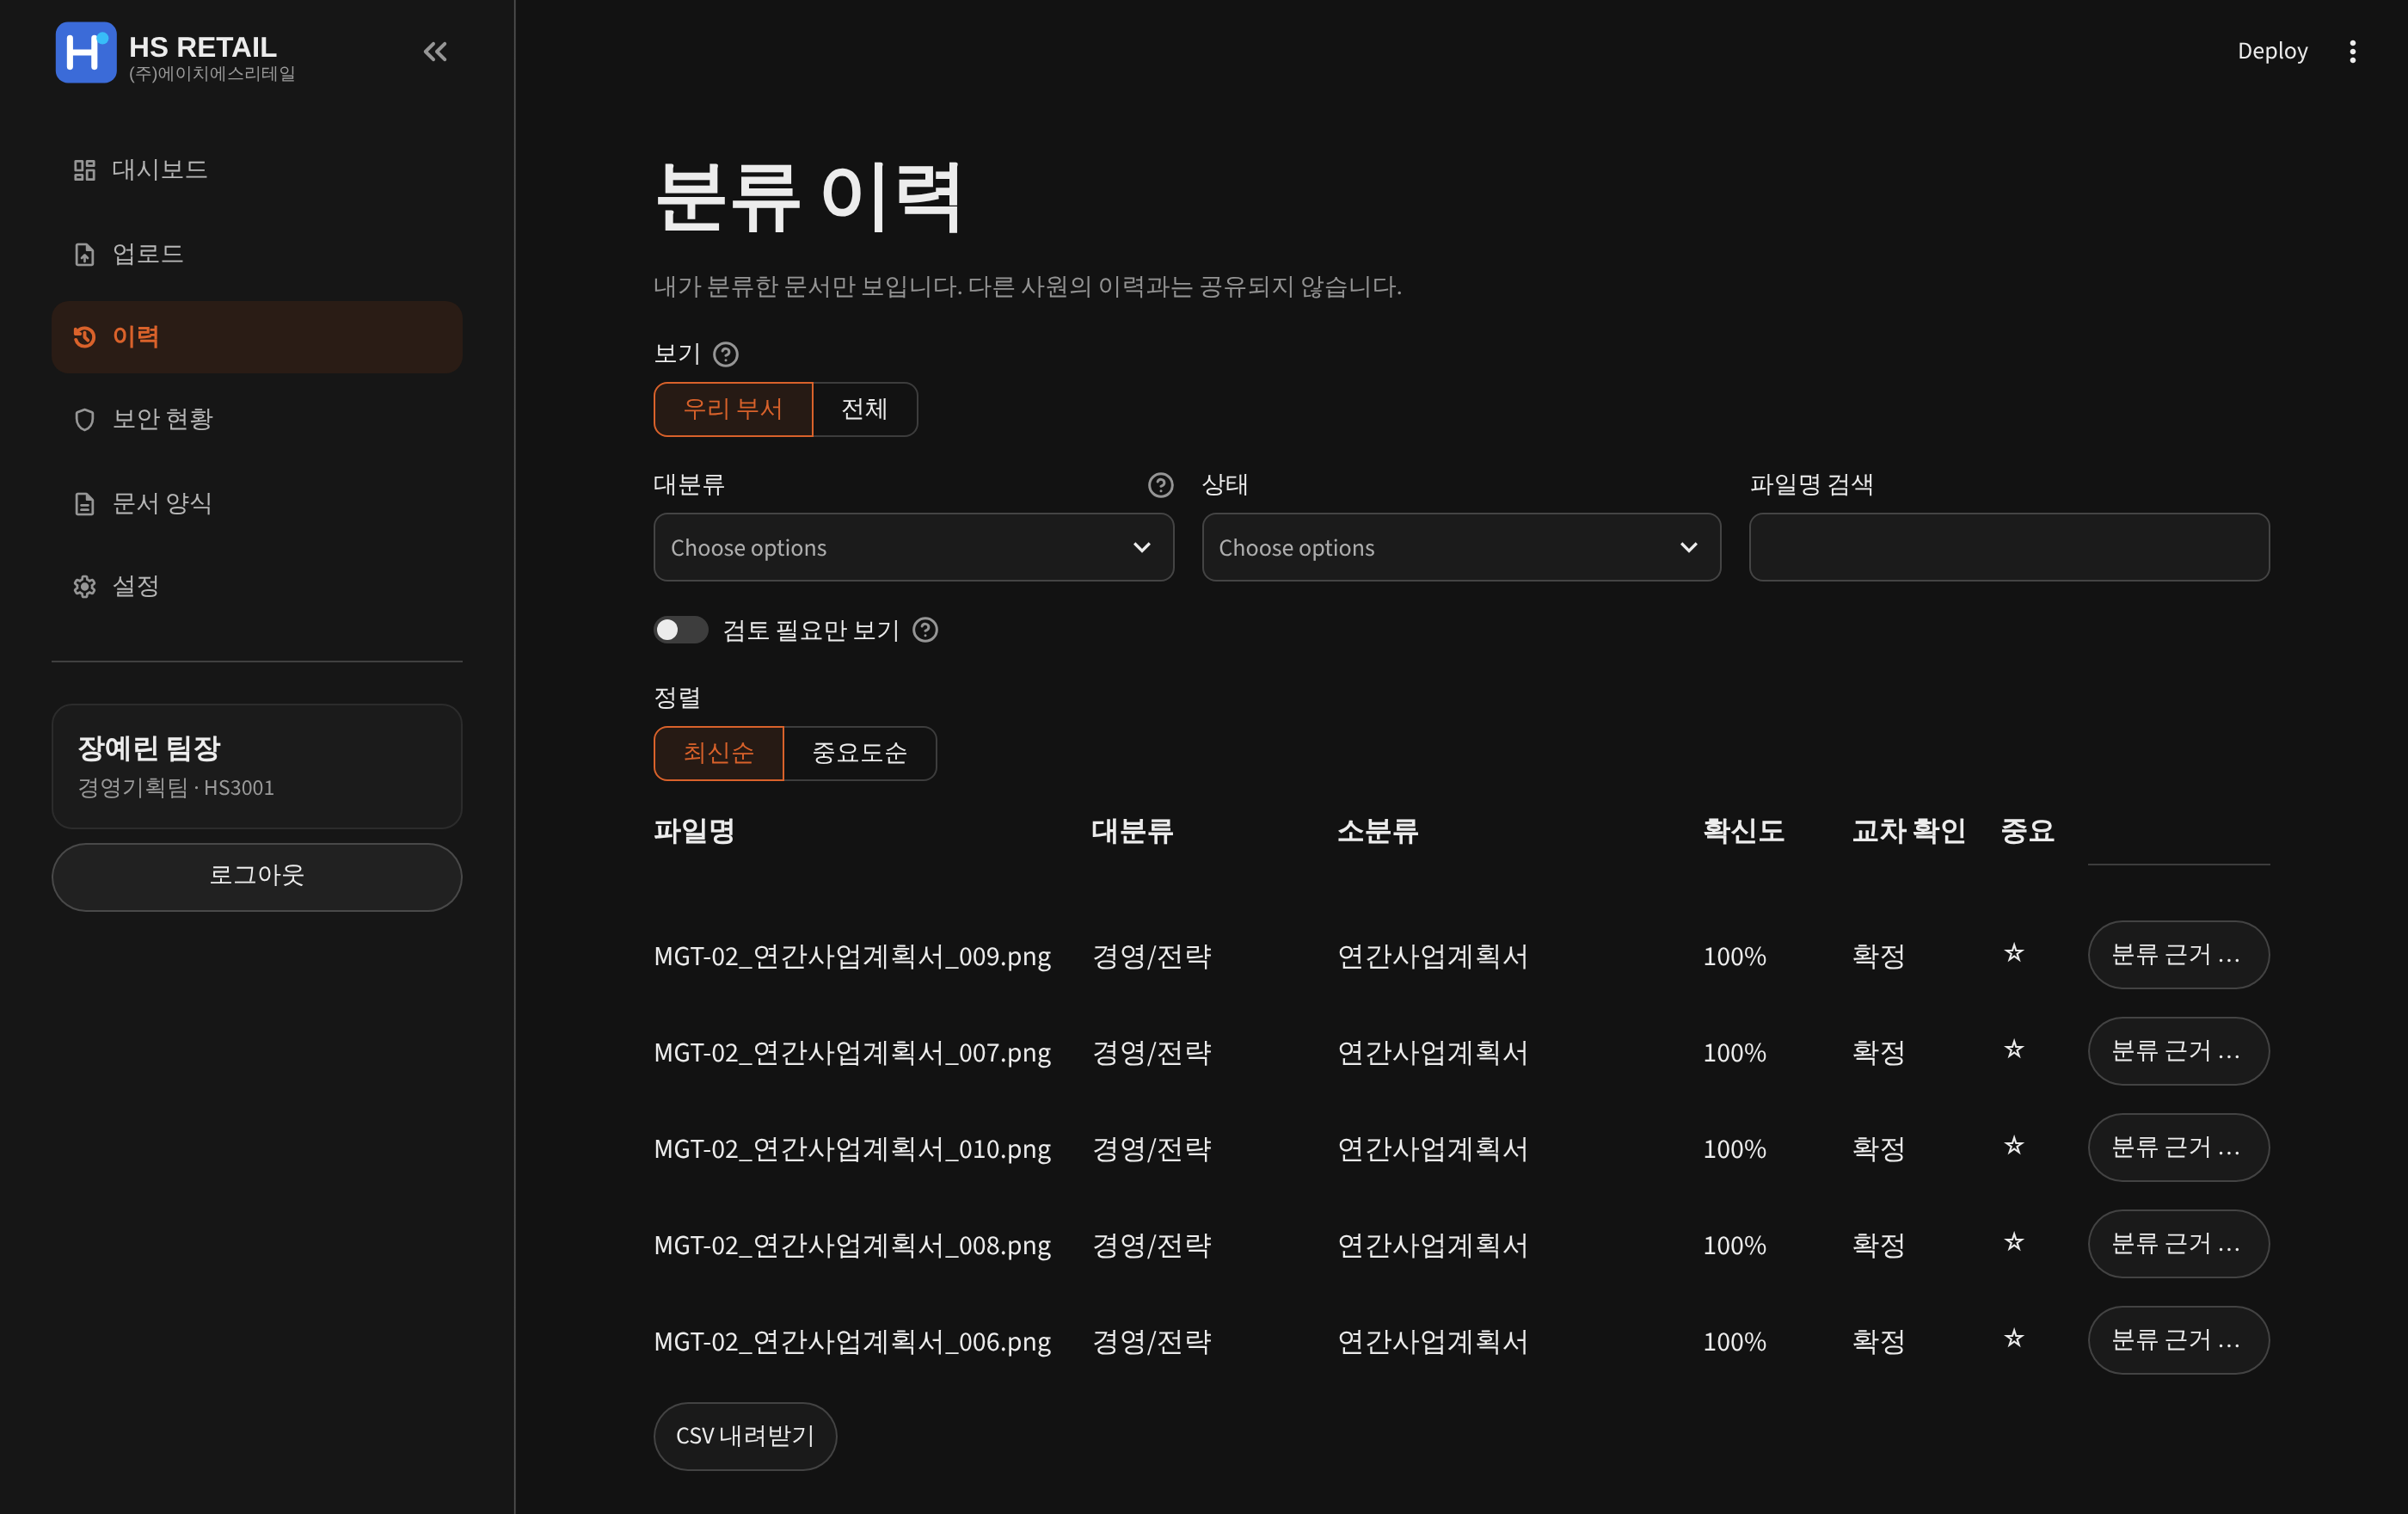 HS RETAIL
(주)에이치에스리테일
Deploy
대시보드
업로드
이력
보안 현황
문서 양식
설정
장예린 팀장
경영기획팀 · HS3001
로그아웃
분류 이력
내가 분류한 문서만 보입니다. 다른 사원의 이력과는 공유되지 않습니다.
보기
우리 부서 전체
대분류 상태 파일명 검색
Choose options Choose options
검토 필요만 보기
정렬
최신순 중요도순
파일명 대분류 소분류 확신도 교차 확인 중요
MGT-02_연간사업계획서_009.png 경영/전략 연간사업계획서 100% 확정 ☆ 분류 근거 ...
MGT-02_연간사업계획서_007.png 경영/전략 연간사업계획서 100% 확정 ☆ 분류 근거 ...
MGT-02_연간사업계획서_010.png 경영/전략 연간사업계획서 100% 확정 ☆ 분류 근거 ...
MGT-02_연간사업계획서_008.png 경영/전략 연간사업계획서 100% 확정 ☆ 분류 근거 ...
MGT-02_연간사업계획서_006.png 경영/전략 연간사업계획서 100% 확정 ☆ 분류 근거 ...
CSV 내려받기